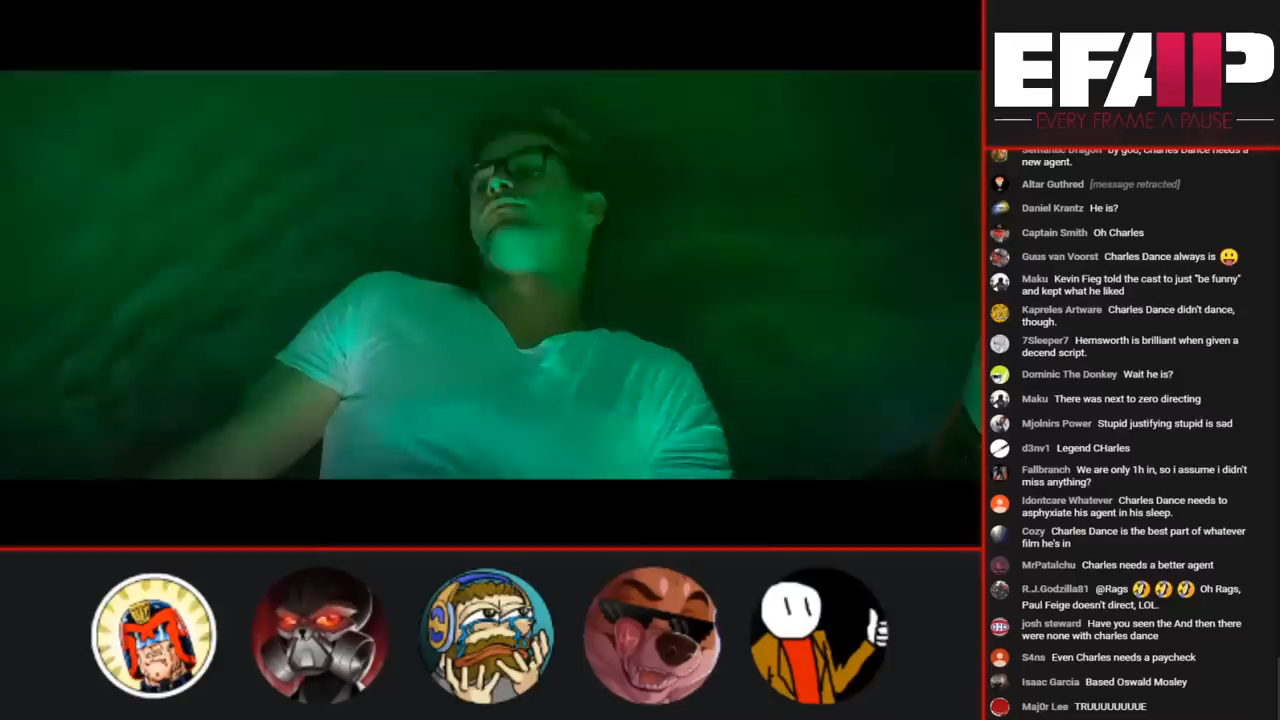 EFAP
EVERY FRAME A PAUSE
Semantic Dragon by god, Charles Dance needs a
new agent.
Altar Guthred [message retracted]
Daniel Krantz He is?
Captain Smith Oh Charles
Guus van Voorst Charles Dance always is 😛
Maku Kevin Fieg told the cast to just "be funny"
and kept what he liked
Kapreles Artware Charles Dance didn't dance,
though.
7Sleeper7 Hemsworth is brilliant when given a
decend script.
Dominic The Donkey Wait he is?
Maku There was next to zero directing
Mjolnirs Power Stupid justifying stupid is sad
d3nv1 Legend CHarles
Fallbranch We are only 1h in, so i assume i didn't
miss anything?
Idontcare Whatever Charles Dance needs to
asphyxiate his agent in his sleep.
Cozy Charles Dance is the best part of whatever
film he's in
MrPatalchu Charles needs a better agent
R.J.Godzilla81 @Rags 🤣 🤣 🤣 Oh Rags,
Paul Feige doesn't direct, LOL.
josh steward Have you seen the And then there
were none with charles dance
S4ns Even Charles needs a paycheck
Isaac Garcia Based Oswald Mosley
Maj0r Lee TRUUUUUUUUE